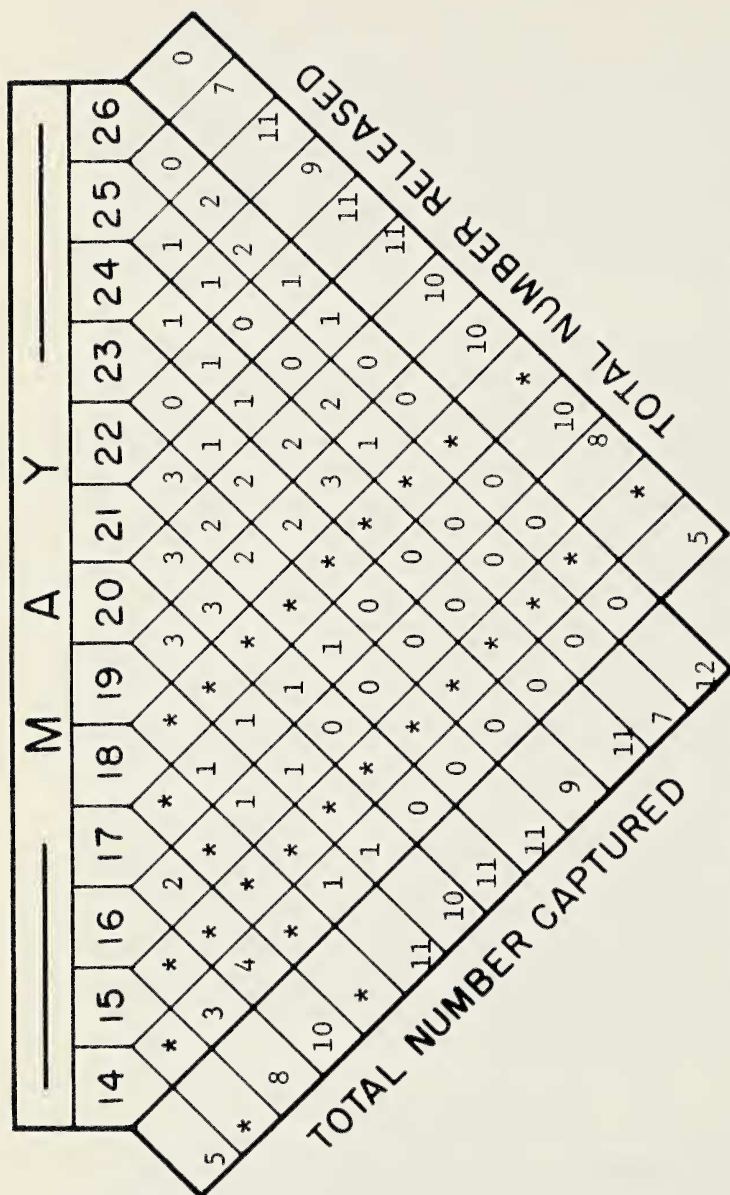 M A Y
14 15 16 17 18 19 20 21 22 23 24 25 26
* * 2 * * 3 3 3 0 1 1 0 0
5 3 * * 1 * 3 2 1 1 1 2 7
* 4 * 1 1 * 2 2 1 0 2 11
8 * * 1 1 * 2 2 0 1 9
10 1 * 0 1 * 3 2 1 11
* 1 * 0 0 * 1 0 11
11 0 * 0 0 * 0 10
10 0 * 0 0 * 10
11 0 * 0 0 *
11 0 * 0 10
9 0 * 8
11 0 *
7 5
12
TOTAL NUMBER CAPTURED
TOTAL NUMBER RELEASED